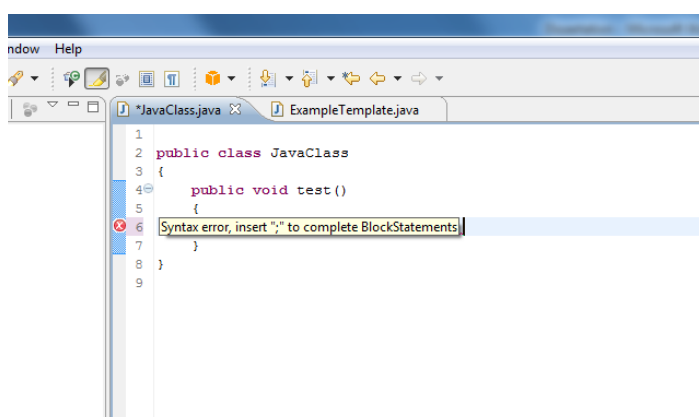 ndow Help
*JavaClass.java ExampleTemplate.java
1
2 public class JavaClass
3 {
4 public void test()
5 {
6 Syntax error, insert ";" to complete BlockStatements
7 }
8 }
9